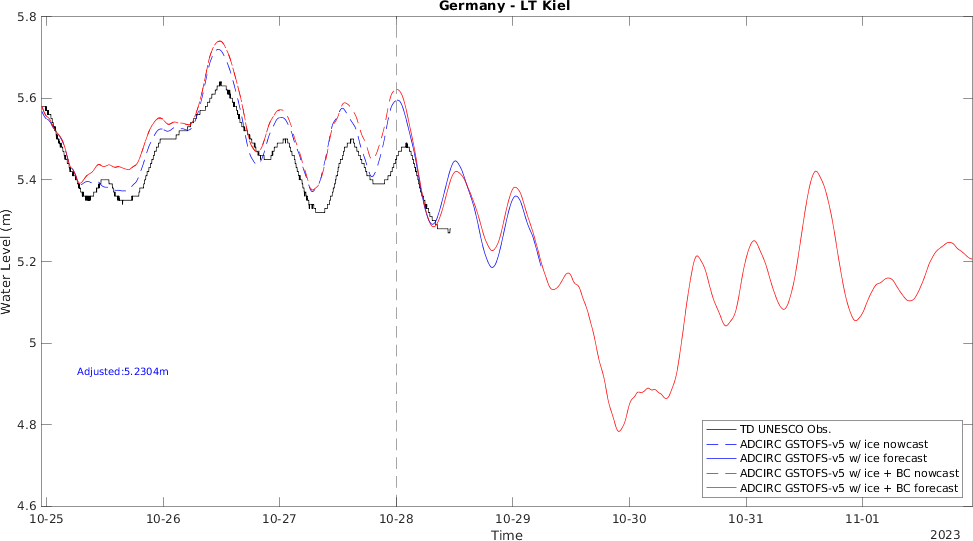 Germany - LT Kiel
5.8
5.6
5.4
5.2
5
4.8
4.6
Water Level (m)
Adjusted:5.2304m
TD UNESCO Obs.
ADCIRC GSTOFS-v5 w/ ice nowcast
ADCIRC GSTOFS-v5 w/ ice forecast
ADCIRC GSTOFS-v5 w/ ice + BC nowcast
ADCIRC GSTOFS-v5 w/ ice + BC forecast
10-25 10-26 10-27 10-28 10-29 10-30 10-31 11-01
Time
2023